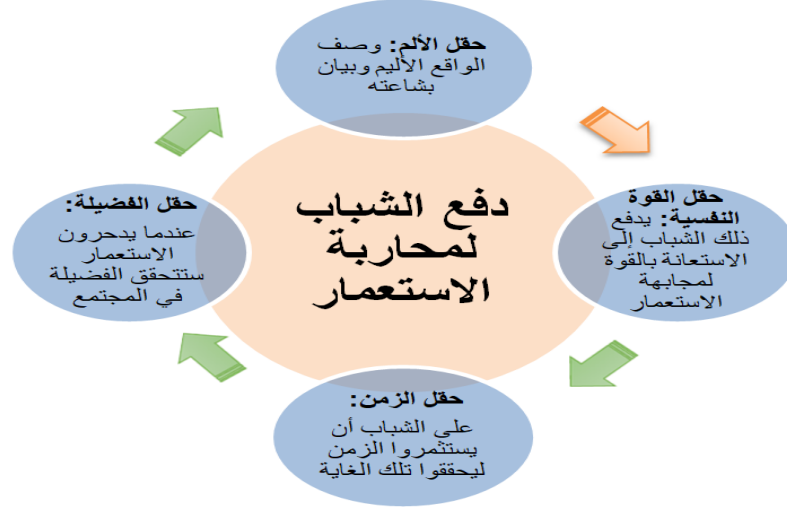 حقل الألم: وصف
الواقع الأليم وبيان
بشاعته
دفع الشباب
لمحاربة
الاستعمار
حقل القوة
النفسية: يدفع
ذلك الشباب إلى
الاستعانة بالقوة
لمجابهة
الاستعمار
حقل الزمن:
على الشباب أن
يستثمروا الزمن
ليحققوا تلك الغاية
حقل الفضيلة:
عندما يدحرون
الاستعمار
ستتحقق الفضيلة
في المجتمع